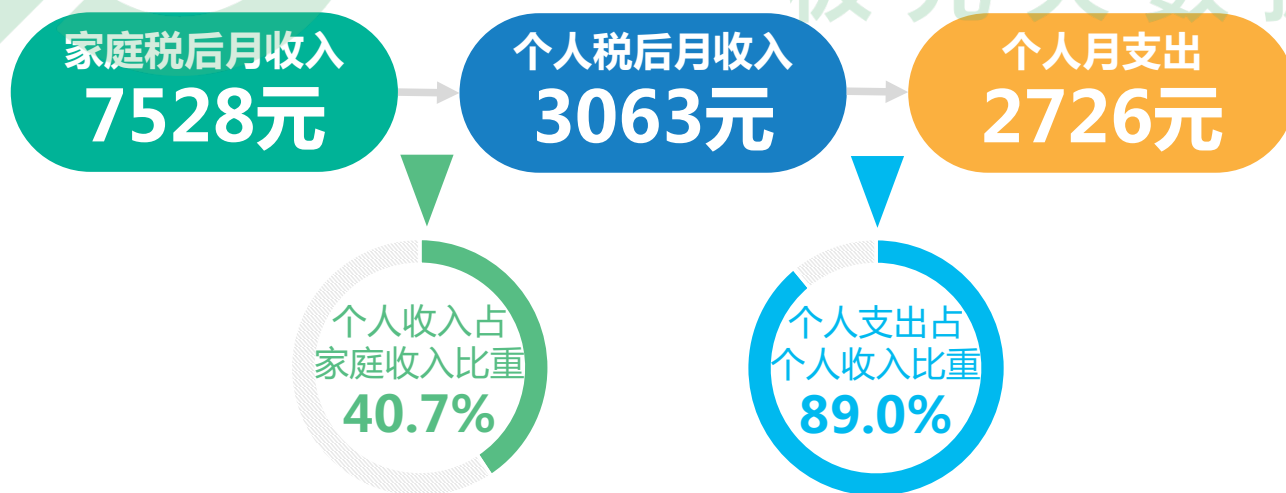 家庭税后月收入
7528元
个人税后月收入
3063元
个人月支出
2726元
个人收入占
家庭收入比重
40.7%
个人支出占
个人收入比重
89.0%